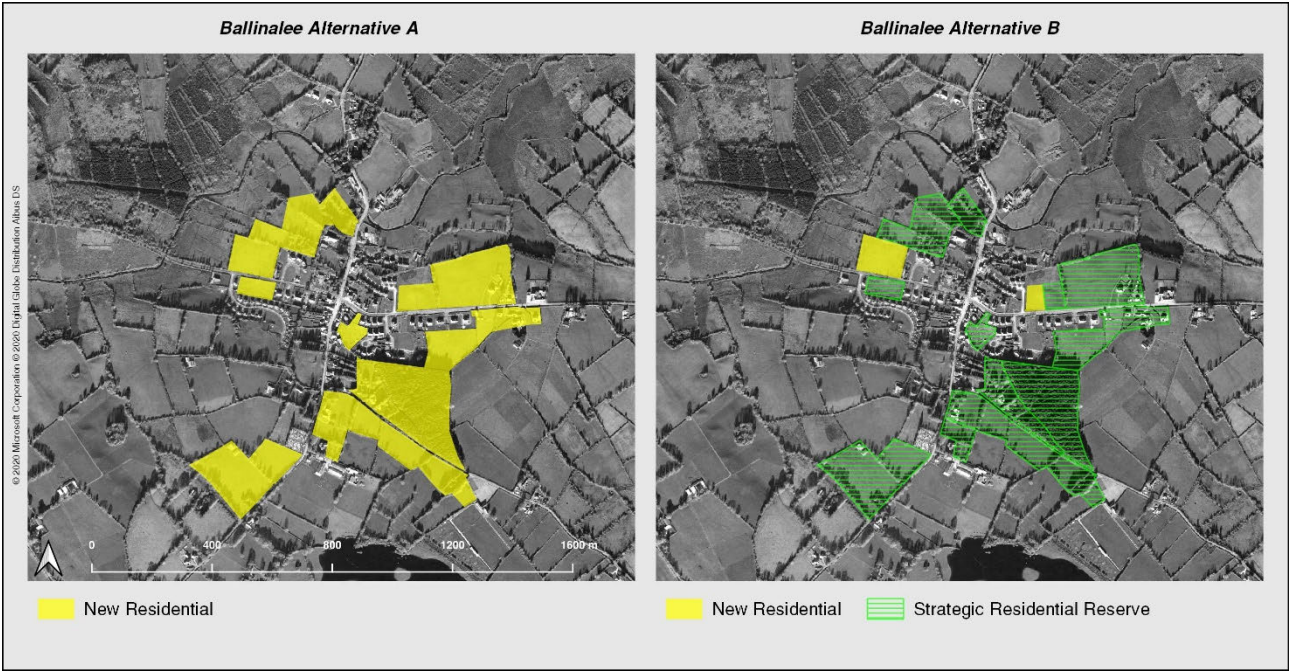 Ballinalee Alternative A
Ballinalee Alternative B
© 2020 Microsoft Corporation © 2020 Digital Globe Distribution Aibus DS
0 400 800 1200 1600 m
New Residential
New Residential
Strategic Residential Reserve